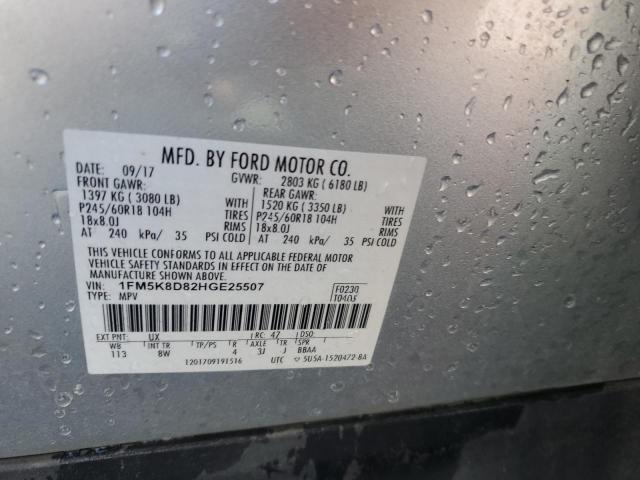 MFD. BY FORD MOTOR CO.
DATE: 09/17 GVWR: 2803 KG ( 6180 LB)
FRONT GAWR: REAR GAWR:
1397 KG ( 3080 LB) 1520 KG ( 3350 LB)
P245/60R18 104H TIRES P245/60R18 104H TIRES
18x8.0J RIMS 18x8.0J RIMS
AT 240 kPa/ 35 PSI COLD AT 240 kPa/ 35 PSI COLD
THIS VEHICLE CONFORMS TO ALL APPLICABLE FEDERAL MOTOR
VEHICLE SAFETY AND THEFT PREVENTION STANDARDS IN EFFECT ON THE DATE OF MANUFACTURE SHOWN ABOVE.
VIN: 1FM5K8D82HGE25507 F0230
TYPE: MPV T0405
EXT PNT: UX RC: 47 DSO:
WB INT TR TP/PS R AXLE TR SPR
113 8W 4 3J J BBAA
1201709191516 UTC 5U5A-1520472-BA